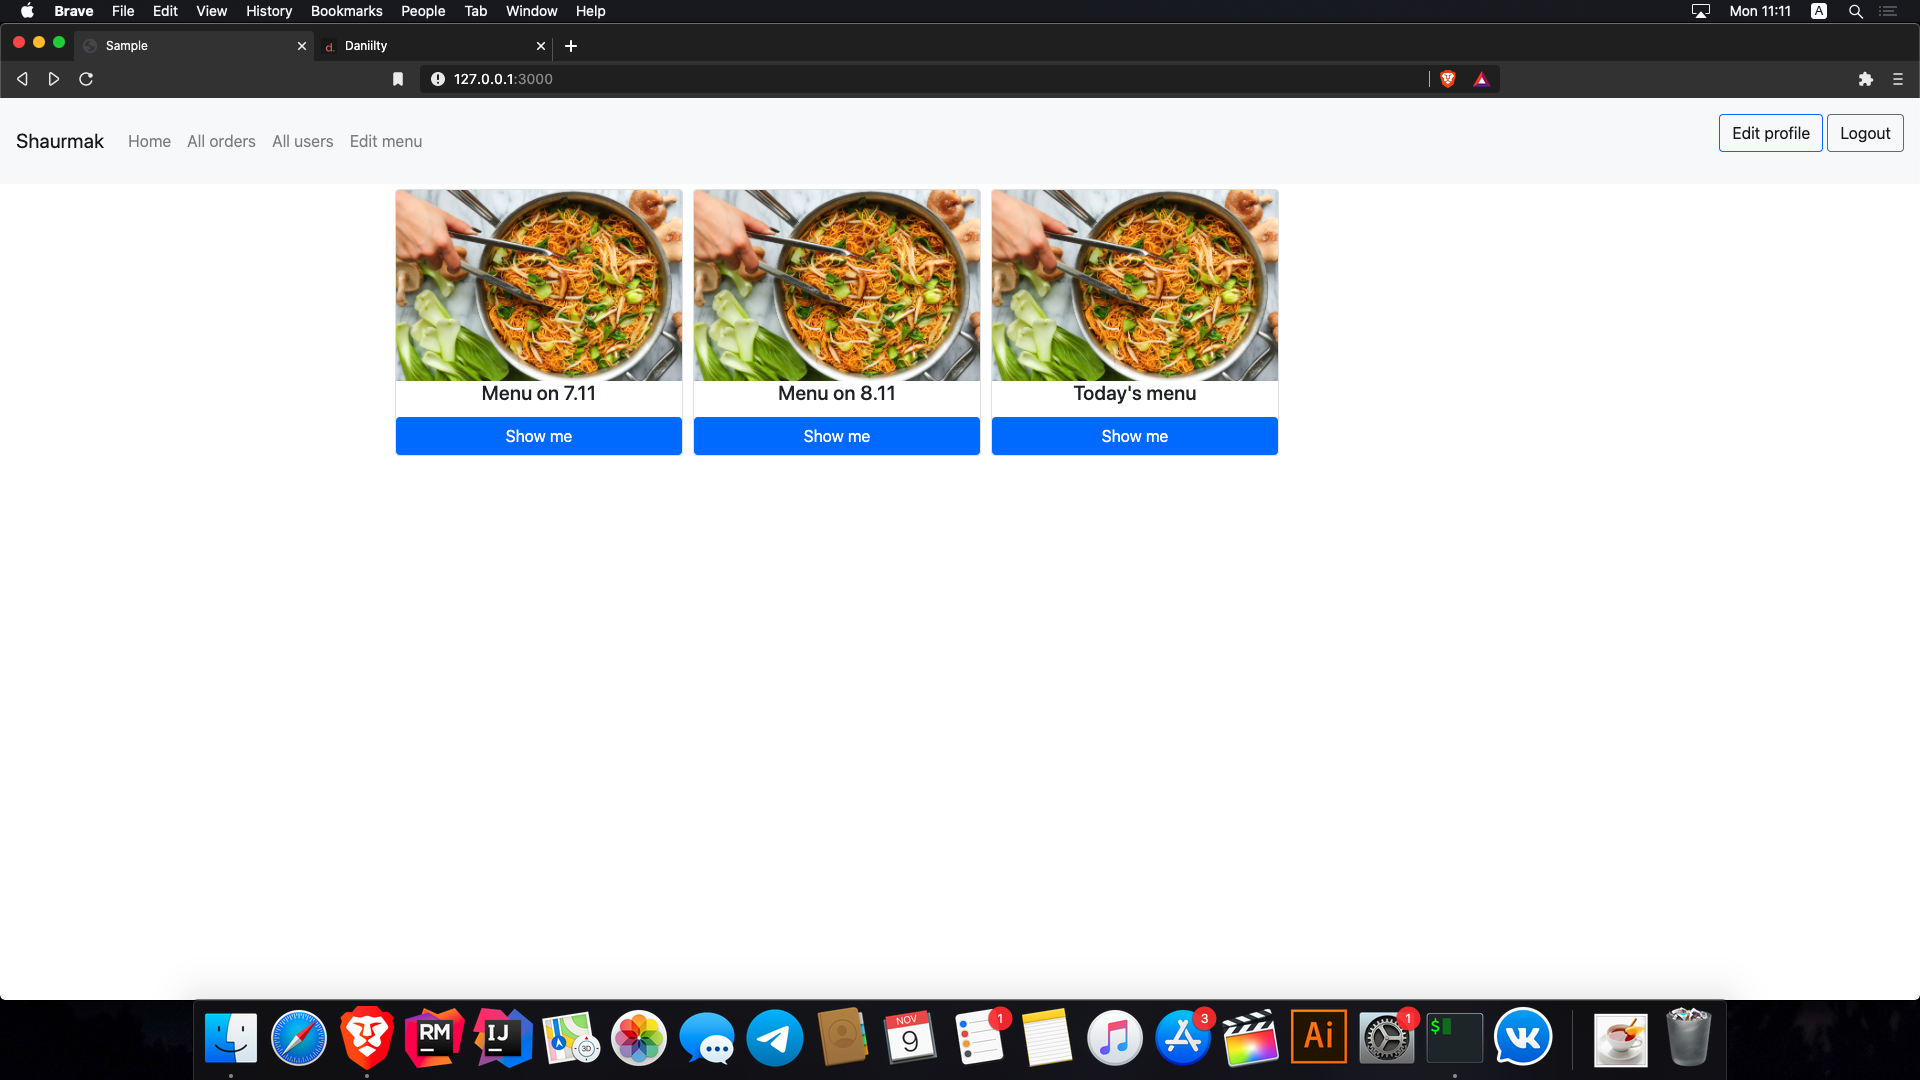 Brave File Edit View History Bookmarks People Tab Window Help Mon 11:11 A
Sample d. Daniilty
127.0.0.1:3000
Shaurmak Home All orders All users Edit menu Edit profile Logout
Menu on 7.11 Menu on 8.11 Today's menu
Show me Show me Show me
RM IJ 3D NOV 9 1 3 Ai 1 $ VK